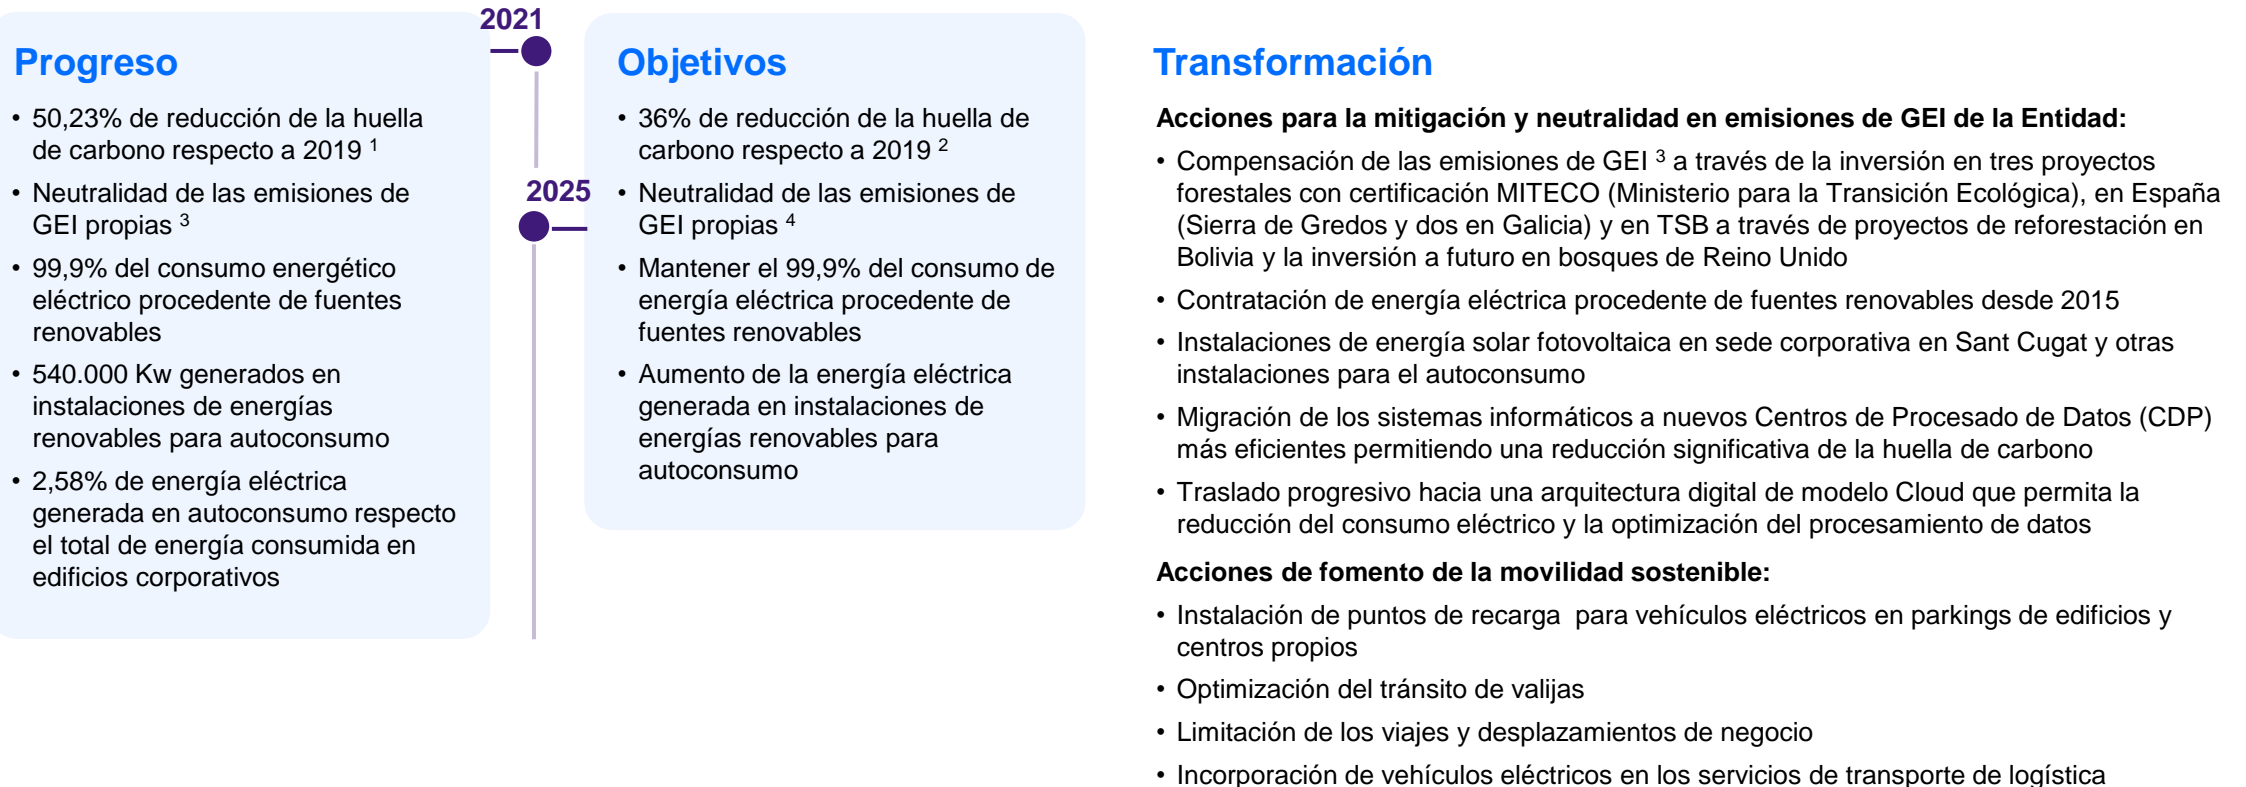 2021
Progreso
• 50,23% de reducción de la huella
de carbono respecto a 2019 ¹
• Neutralidad de las emisiones de
GEI propias ³
• 99,9% del consumo energético
eléctrico procedente de fuentes
renovables
• 540.000 Kw generados en
instalaciones de energías
renovables para autoconsumo
• 2,58% de energía eléctrica
generada en autoconsumo respecto
el total de energía consumida en
edificios corporativos
2025
Objetivos
• 36% de reducción de la huella de
carbono respecto a 2019 ²
• Neutralidad de las emisiones de
GEI propias ⁴
• Mantener el 99,9% del consumo de
energía eléctrica procedente de
fuentes renovables
• Aumento de la energía eléctrica
generada en instalaciones de
energías renovables para
autoconsumo
Transformación
Acciones para la mitigación y neutralidad en emisiones de GEI de la Entidad:
• Compensación de las emisiones de GEI ³ a través de la inversión en tres proyectos
forestales con certificación MITECO (Ministerio para la Transición Ecológica), en España
(Sierra de Gredos y dos en Galicia) y en TSB a través de proyectos de reforestación en
Bolivia y la inversión a futuro en bosques de Reino Unido
• Contratación de energía eléctrica procedente de fuentes renovables desde 2015
• Instalaciones de energía solar fotovoltaica en sede corporativa en Sant Cugat y otras
instalaciones para el autoconsumo
• Migración de los sistemas informáticos a nuevos Centros de Procesado de Datos (CDP)
más eficientes permitiendo una reducción significativa de la huella de carbono
• Traslado progresivo hacia una arquitectura digital de modelo Cloud que permita la
reducción del consumo eléctrico y la optimización del procesamiento de datos
Acciones de fomento de la movilidad sostenible:
• Instalación de puntos de recarga  para vehículos eléctricos en parkings de edificios y
centros propios
• Optimización del tránsito de valijas
• Limitación de los viajes y desplazamientos de negocio
• Incorporación de vehículos eléctricos en los servicios de transporte de logística